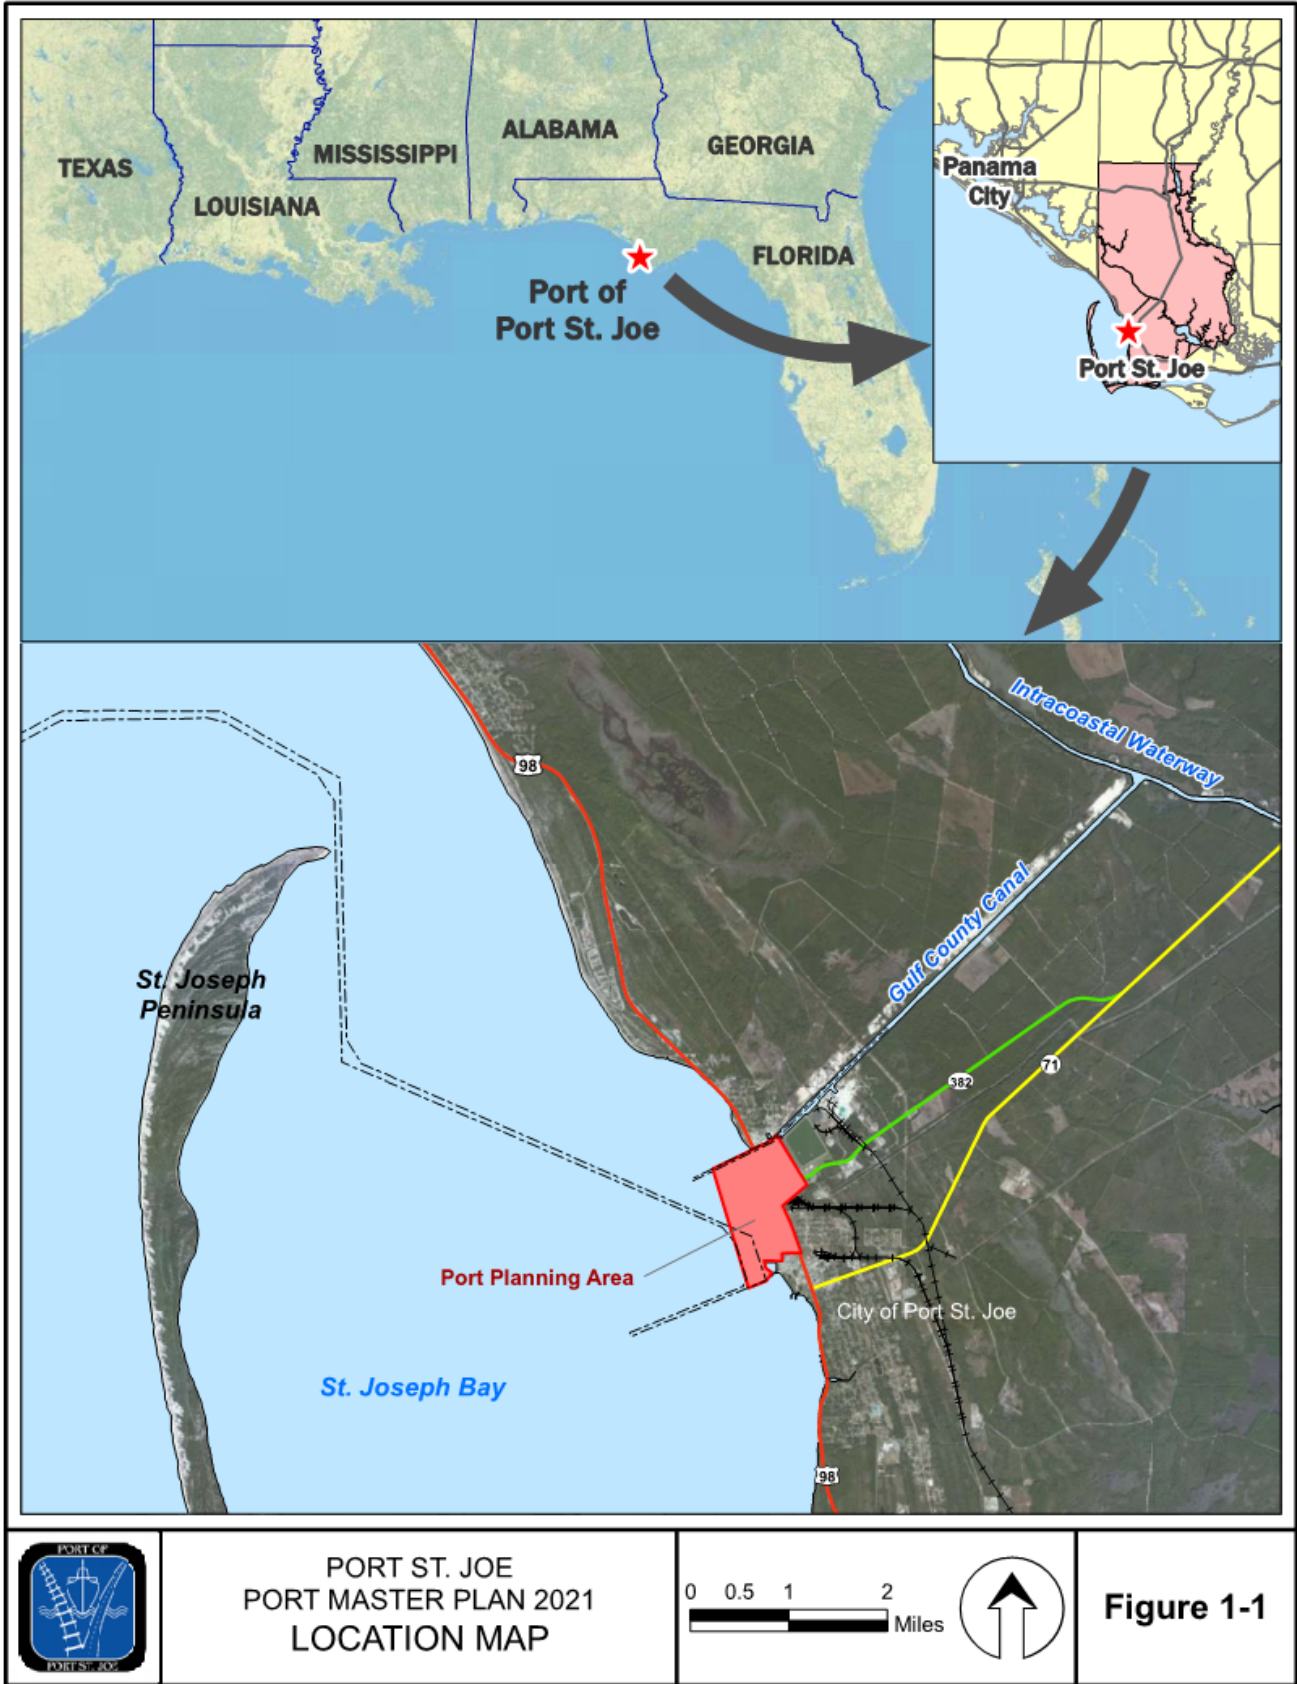 TEXAS
LOUISIANA
MISSISSIPPI
ALABAMA
GEORGIA
FLORIDA
Port of
Port St. Joe
Panama
City
Port St. Joe
Intracoastal Waterway
98
Gulf County Canal
St. Joseph
Peninsula
382
71
Port Planning Area
City of Port St. Joe
St. Joseph Bay
98
PORT OF
PORT ST. JOE
PORT ST. JOE
PORT MASTER PLAN 2021
LOCATION MAP
0 0.5 1 2
Miles
Figure 1-1